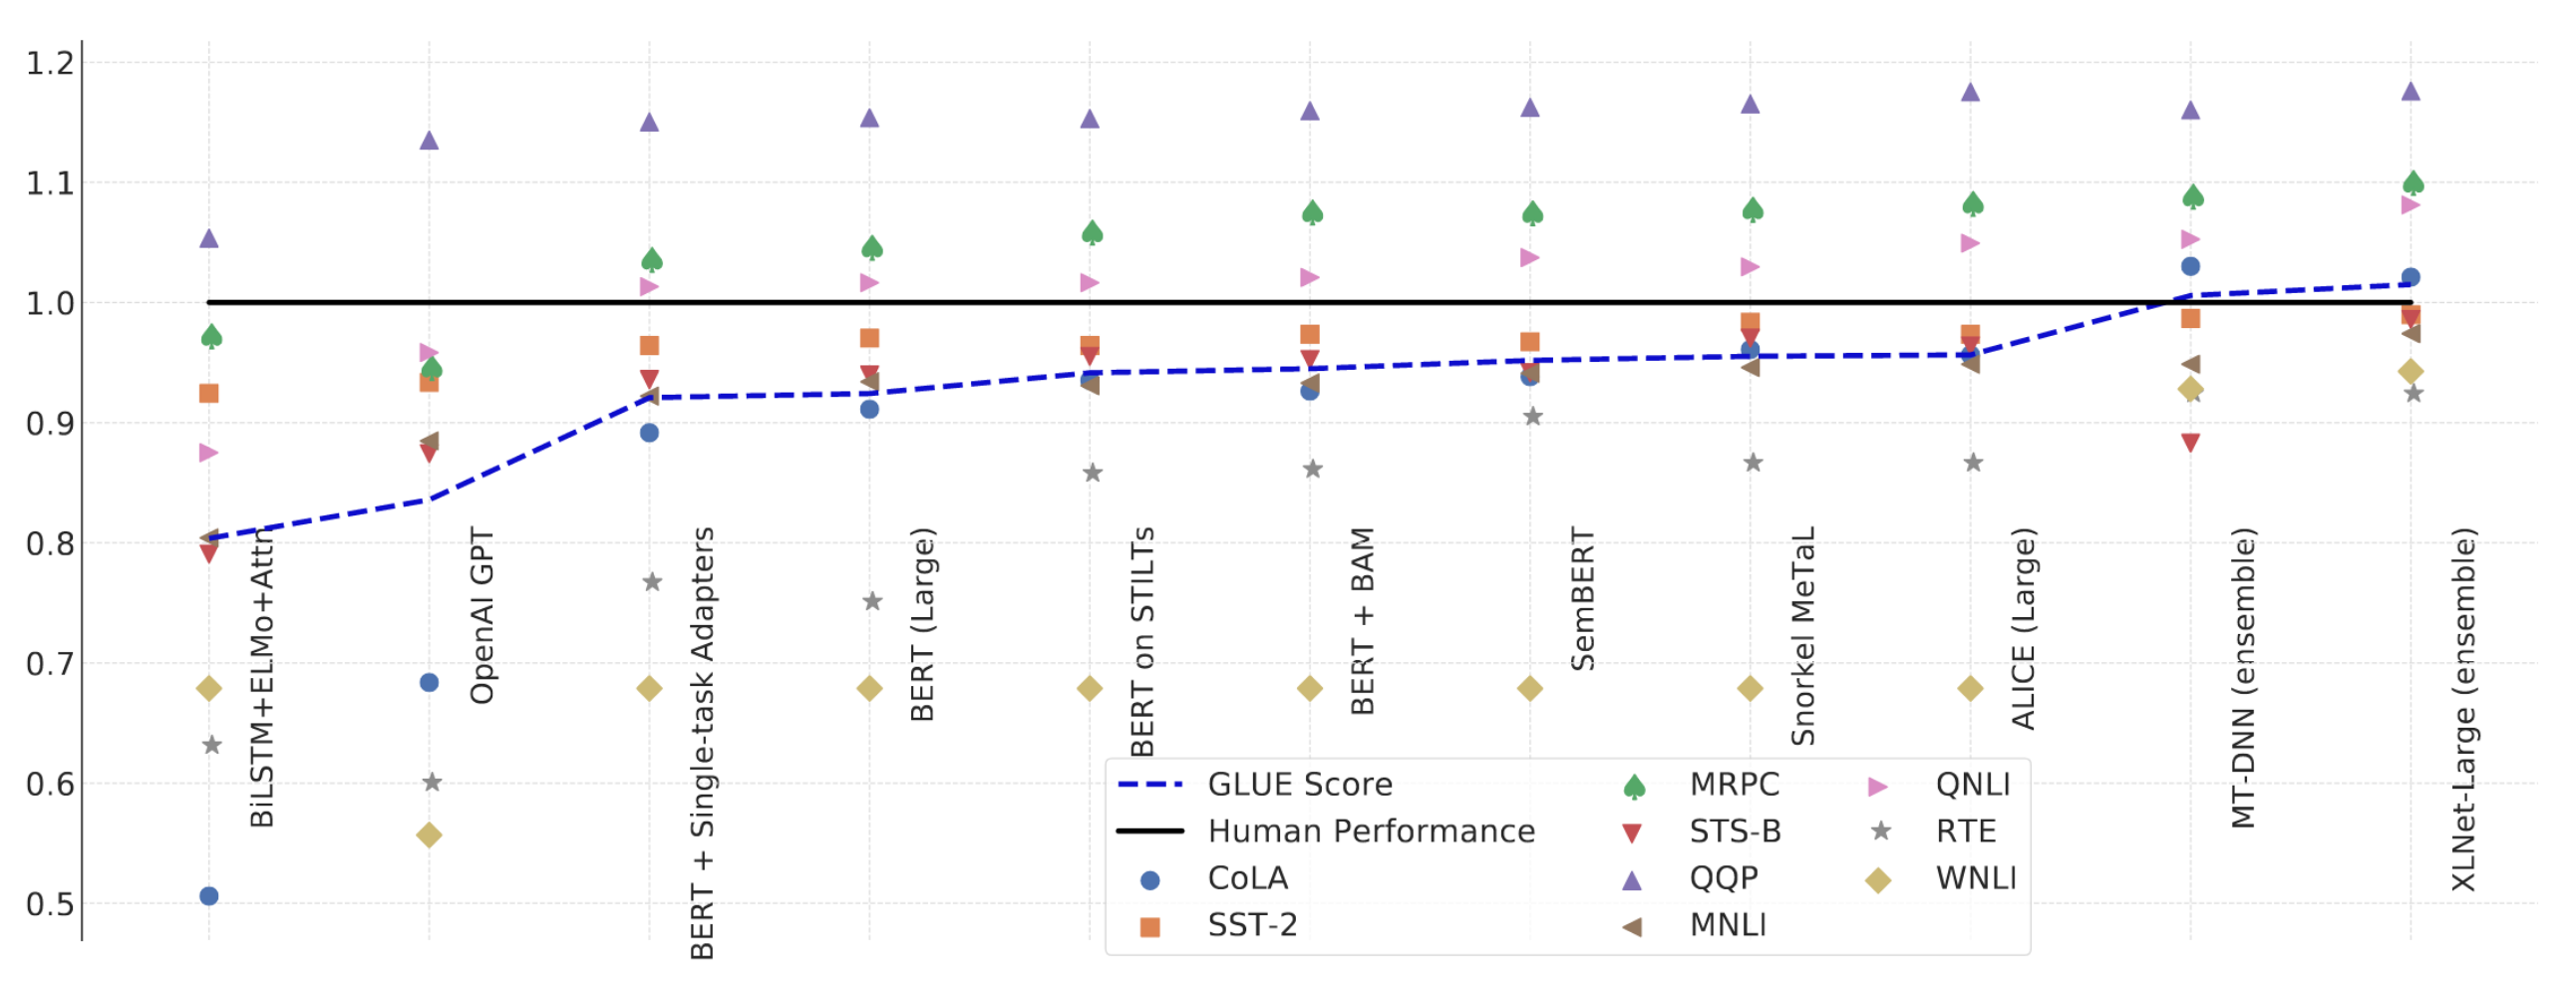 1.2
1.1
1.0
0.9
0.8
0.7
0.6
0.5
BiLSTM+ELMo+Attn
OpenAI GPT
BERT + Single-task Adapters
BERT (Large)
BERT on STILTs
BERT + BAM
SemBERT
Snorkel MeTaL
ALICE (Large)
MT-DNN (ensemble)
XLNet-Large (ensemble)
GLUE Score
Human Performance
CoLA
SST-2
MRPC
STS-B
QQP
MNLI
QNLI
RTE
WNLI